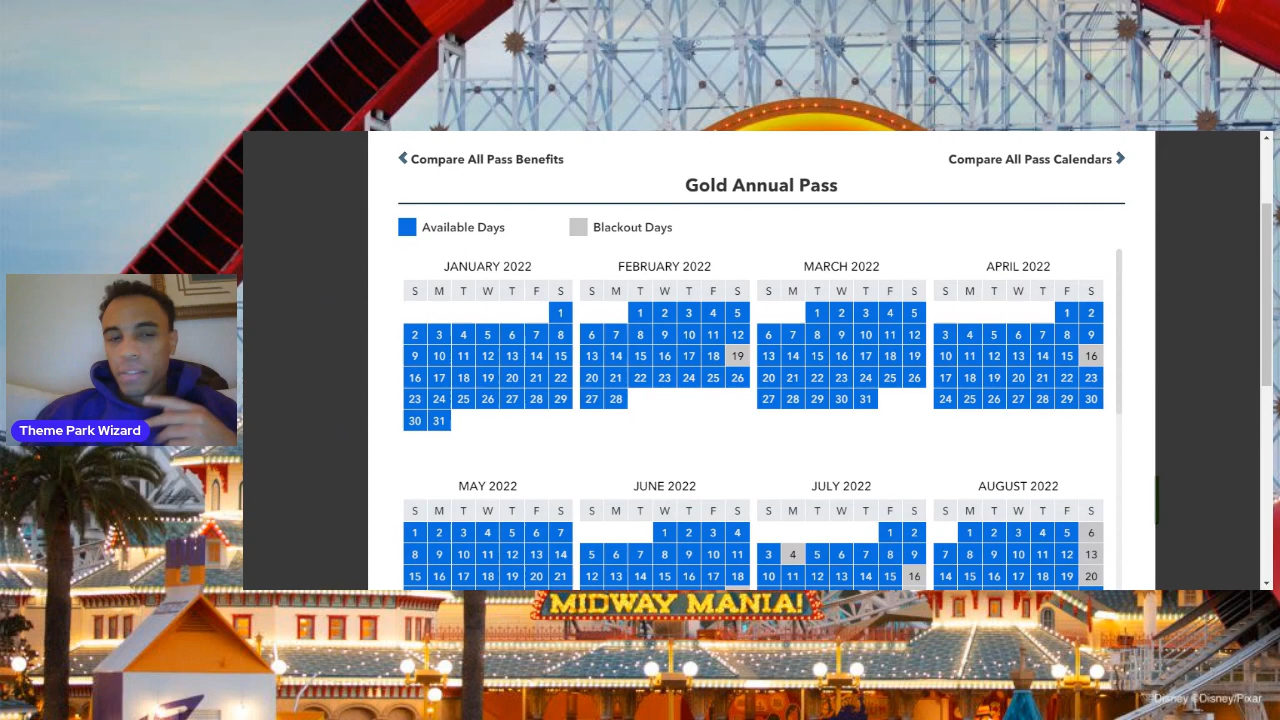 Compare All Pass Benefits
Compare All Pass Calendars
Gold Annual Pass
Available Days
Blackout Days
JANUARY 2022
S M T W T F S
1
2 3 4 5 6 7 8
9 10 11 12 13 14 15
16 17 18 19 20 21 22
23 24 25 26 27 28 29
30 31
FEBRUARY 2022
S M T W T F S
1 2 3 4 5
6 7 8 9 10 11 12
13 14 15 16 17 18 19
20 21 22 23 24 25 26
27 28
MARCH 2022
S M T W T F S
1 2 3 4 5
6 7 8 9 10 11 12
13 14 15 16 17 18 19
20 21 22 23 24 25 26
27 28 29 30 31
APRIL 2022
S M T W T F S
1 2
3 4 5 6 7 8 9
10 11 12 13 14 15 16
17 18 19 20 21 22 23
24 25 26 27 28 29 30
MAY 2022
S M T W T F S
1 2 3 4 5 6 7
8 9 10 11 12 13 14
15 16 17 18 19 20 21
JUNE 2022
S M T W T F S
1 2 3 4
5 6 7 8 9 10 11
12 13 14 15 16 17 18
JULY 2022
S M T W T F S
1 2
3 4 5 6 7 8 9
10 11 12 13 14 15 16
AUGUST 2022
S M T W T F S
1 2 3 4 5 6
7 8 9 10 11 12 13
14 15 16 17 18 19 20
Theme Park Wizard
MIDWAY MANIA!
©Disney ©Disney/Pixar